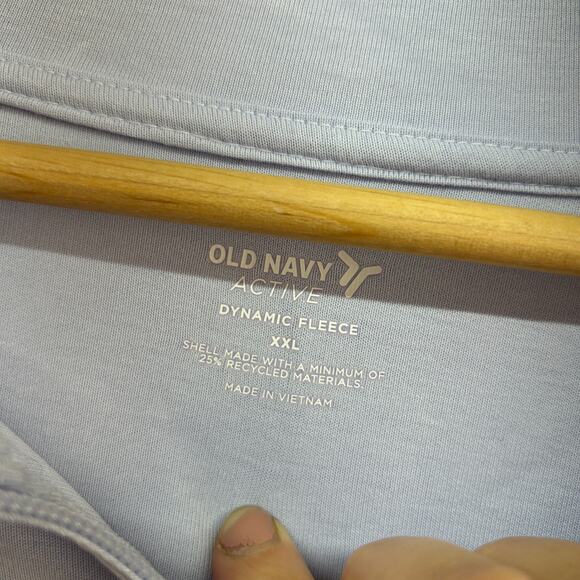 OLD NAVY
ACTIVE
DYNAMIC FLEECE
XXL
SHELL MADE WITH A MINIMUM OF
25% RECYCLED MATERIALS.
MADE IN VIETNAM